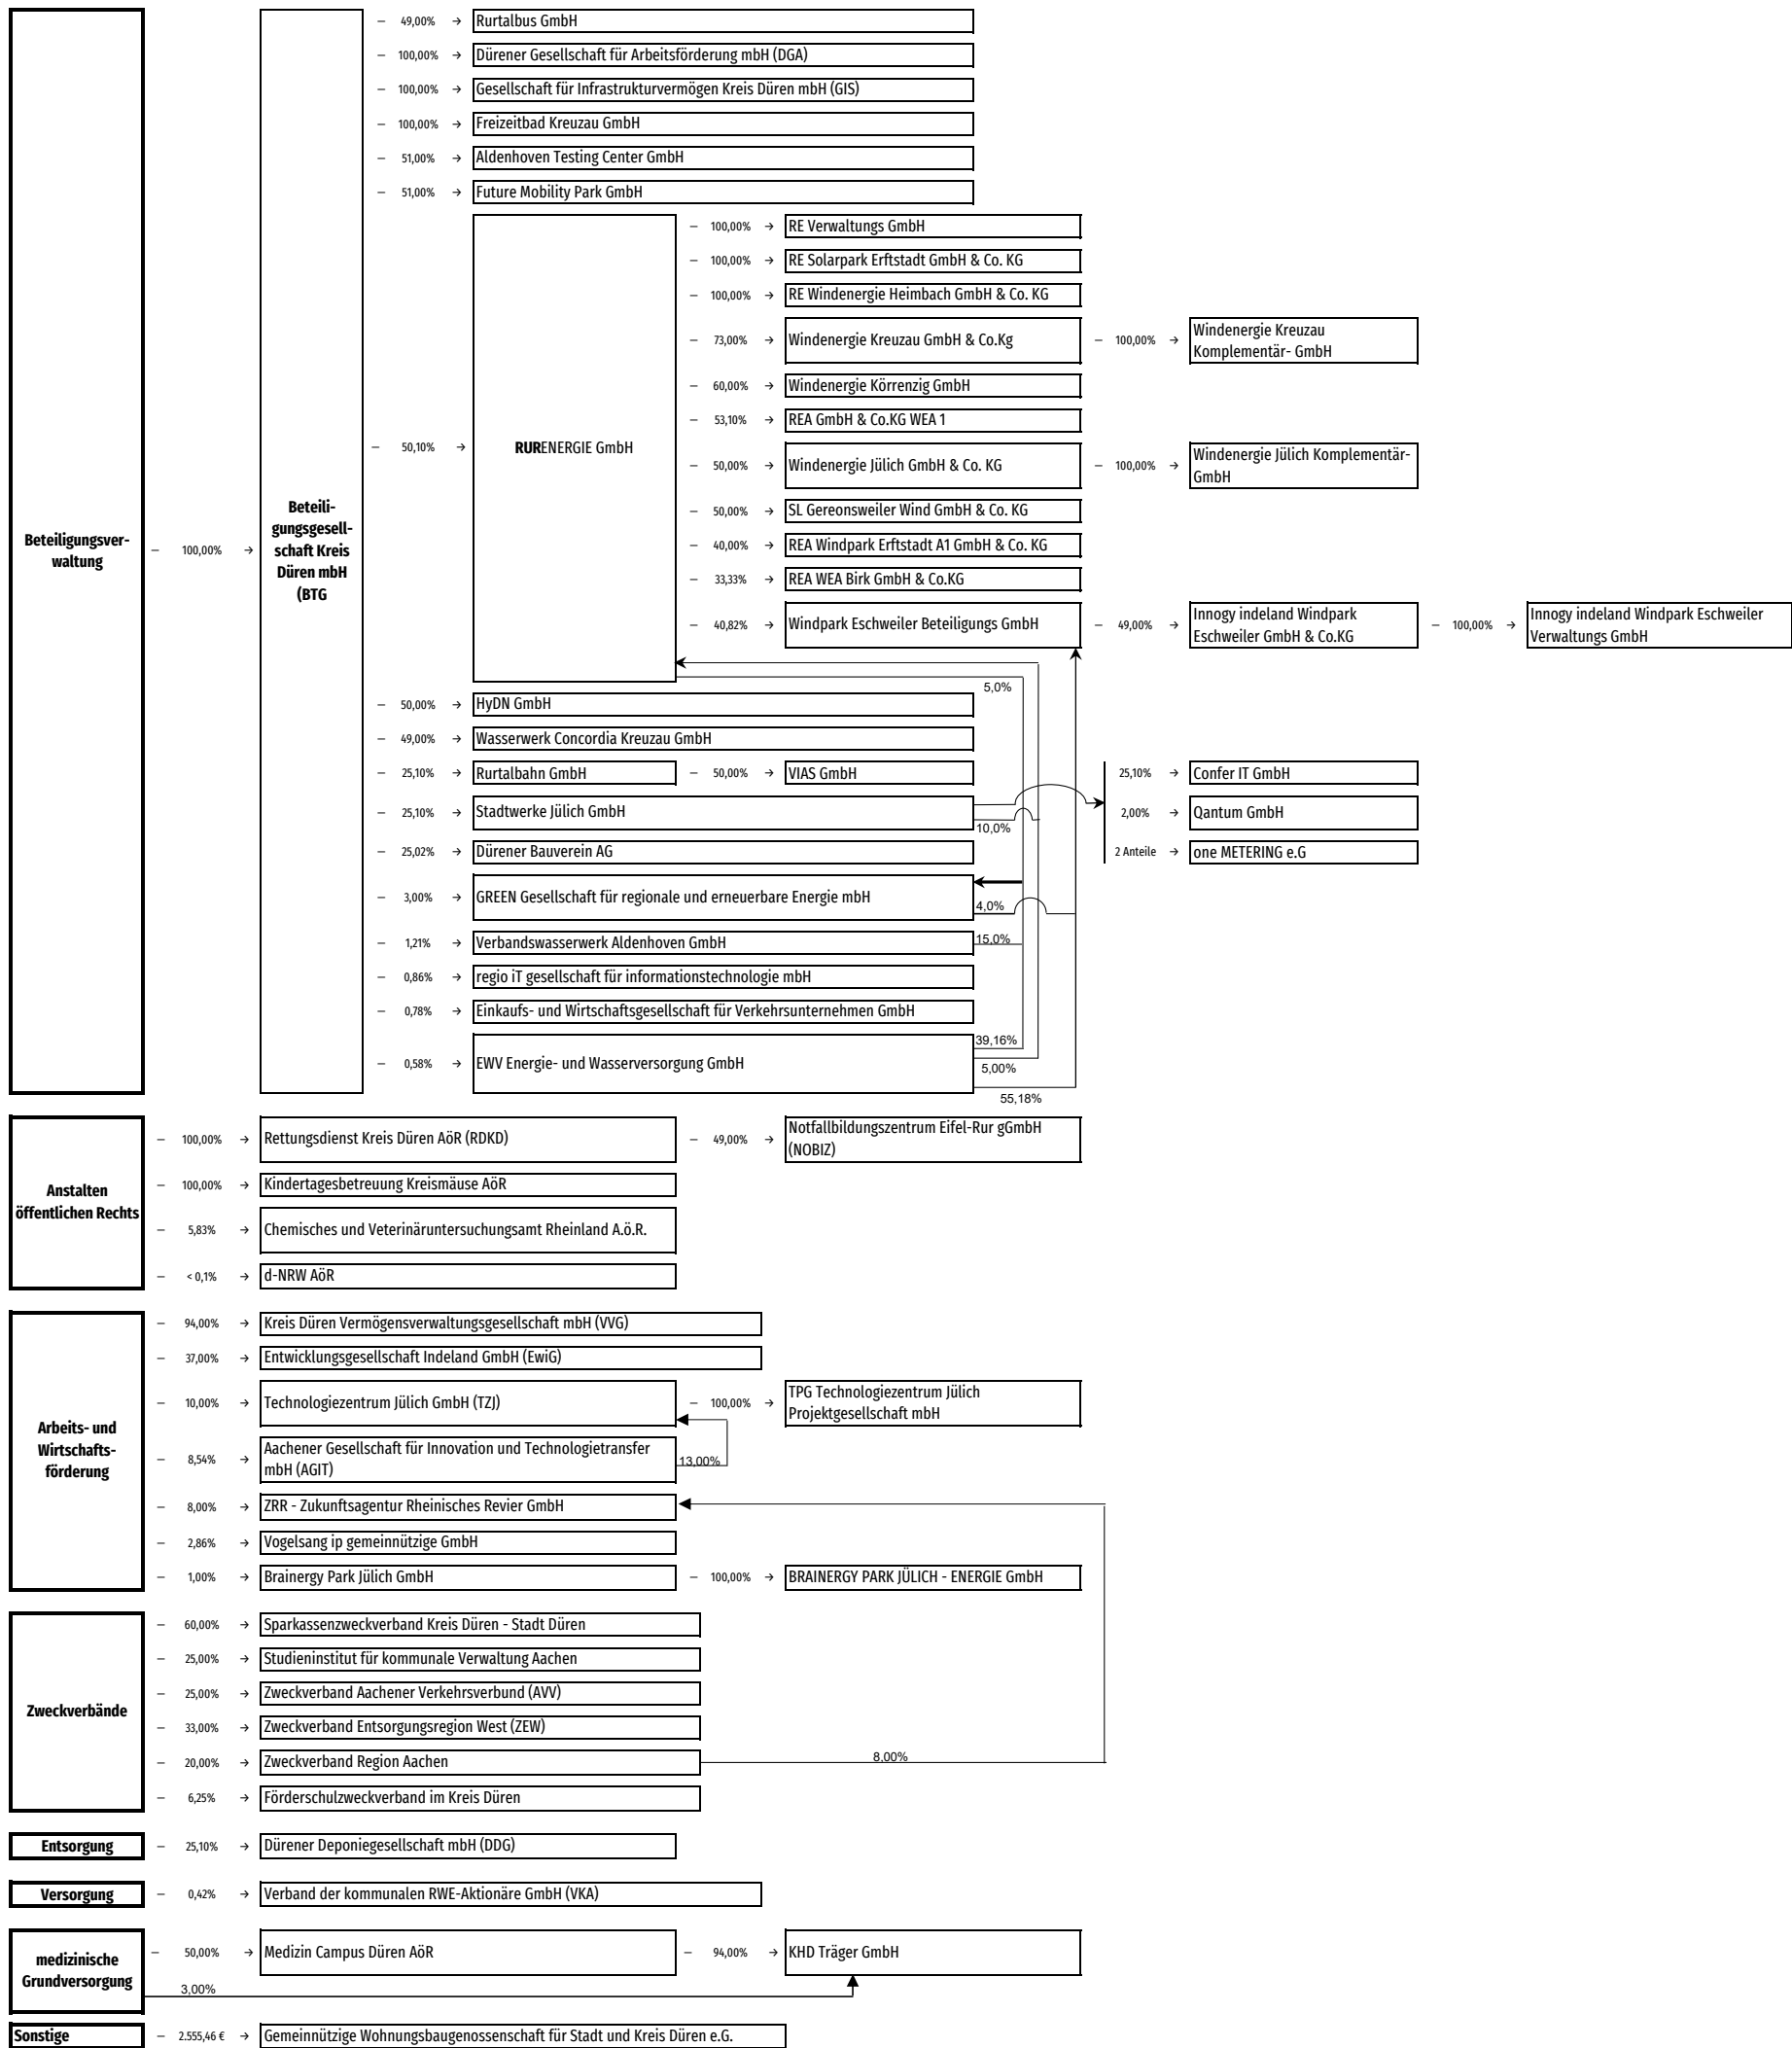 Beteiligungsver-
waltung
– 100,00% →
Beteili-
gungsgesell-
schaft Kreis
Düren mbH
(BTG
– 49,00% → Rurtalbus GmbH
– 100,00% → Dürener Gesellschaft für Arbeitsförderung mbH (DGA)
– 100,00% → Gesellschaft für Infrastrukturvermögen Kreis Düren mbH (GIS)
– 100,00% → Freizeitbad Kreuzau GmbH
– 51,00% → Aldenhoven Testing Center GmbH
– 51,00% → Future Mobility Park GmbH
– 50,10% → RURENERGIE GmbH
– 100,00% → RE Verwaltungs GmbH
– 100,00% → RE Solarpark Erftstadt GmbH & Co. KG
– 100,00% → RE Windenergie Heimbach GmbH & Co. KG
– 73,00% → Windenergie Kreuzau GmbH & Co.Kg
– 100,00% → Windenergie Kreuzau
Komplementär- GmbH
– 60,00% → Windenergie Körrenzig GmbH
– 53,10% → REA GmbH & Co.KG WEA 1
– 50,00% → Windenergie Jülich GmbH & Co. KG
– 100,00% → Windenergie Jülich Komplementär-
GmbH
– 50,00% → SL Gereonsweiler Wind GmbH & Co. KG
– 40,00% → REA Windpark Erftstadt A1 GmbH & Co. KG
– 33,33% → REA WEA Birk GmbH & Co.KG
– 40,82% → Windpark Eschweiler Beteiligungs GmbH
– 49,00% → Innogy indeland Windpark
Eschweiler GmbH & Co.KG
– 100,00% → Innogy indeland Windpark Eschweiler
Verwaltungs GmbH
5,0%
– 50,00% → HyDN GmbH
– 49,00% → Wasserwerk Concordia Kreuzau GmbH
– 25,10% → Rurtalbahn GmbH – 50,00% → VIAS GmbH
– 25,10% → Stadtwerke Jülich GmbH
10,0%
25,10% → Confer IT GmbH
2,00% → Qantum GmbH
2 Anteile → one METERING e.G
– 25,02% → Dürener Bauverein AG
– 3,00% → GREEN Gesellschaft für regionale und erneuerbare Energie mbH
4,0%
– 1,21% → Verbandswasserwerk Aldenhoven GmbH 15,0%
– 0,86% → regio iT gesellschaft für informationstechnologie mbH
– 0,78% → Einkaufs- und Wirtschaftsgesellschaft für Verkehrsunternehmen GmbH
– 0,58% → EWV Energie- und Wasserversorgung GmbH
39,16%
5,00%
55,18%
Anstalten
öffentlichen Rechts
– 100,00% → Rettungsdienst Kreis Düren AöR (RDKD)
– 49,00% → Notfallbildungszentrum Eifel-Rur gGmbH
(NOBIZ)
– 100,00% → Kindertagesbetreuung Kreismäuse AöR
– 5,83% → Chemisches und Veterinäruntersuchungsamt Rheinland A.ö.R.
– < 0,1% → d-NRW AöR
Arbeits- und
Wirtschafts-
förderung
– 94,00% → Kreis Düren Vermögensverwaltungsgesellschaft mbH (VVG)
– 37,00% → Entwicklungsgesellschaft Indeland GmbH (EwiG)
– 10,00% → Technologiezentrum Jülich GmbH (TZJ)
– 100,00% → TPG Technologiezentrum Jülich
Projektgesellschaft mbH
– 8,54% → Aachener Gesellschaft für Innovation und Technologietransfer
mbH (AGIT)
13,00%
– 8,00% → ZRR - Zukunftsagentur Rheinisches Revier GmbH
– 2,86% → Vogelsang ip gemeinnützige GmbH
– 1,00% → Brainergy Park Jülich GmbH – 100,00% → BRAINERGY PARK JÜLICH - ENERGIE GmbH
Zweckverbände
– 60,00% → Sparkassenzweckverband Kreis Düren - Stadt Düren
– 25,00% → Studieninstitut für kommunale Verwaltung Aachen
– 25,00% → Zweckverband Aachener Verkehrsverbund (AVV)
– 33,00% → Zweckverband Entsorgungsregion West (ZEW)
– 20,00% → Zweckverband Region Aachen 8,00%
– 6,25% → Förderschulzweckverband im Kreis Düren
Entsorgung – 25,10% → Dürener Deponiegesellschaft mbH (DDG)
Versorgung – 0,42% → Verband der kommunalen RWE-Aktionäre GmbH (VKA)
medizinische
Grundversorgung
– 50,00% → Medizin Campus Düren AöR – 94,00% → KHD Träger GmbH
3,00%
Sonstige – 2.555,46 € → Gemeinnützige Wohnungsbaugenossenschaft für Stadt und Kreis Düren e.G.